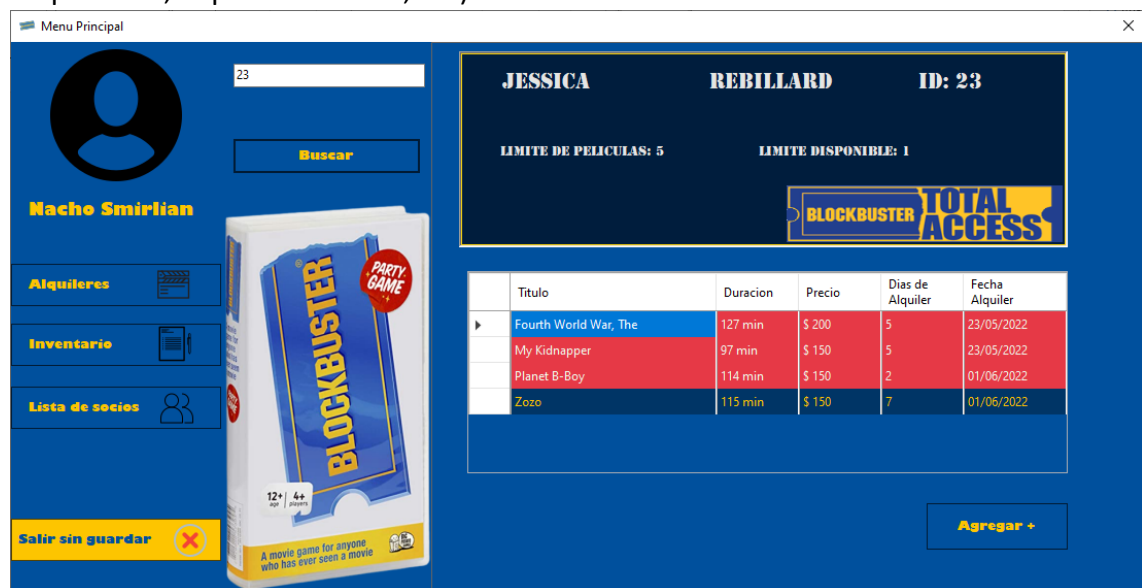 Menu Principal
23
Buscar
Nacho Smirlian
Alquileres
Inventario
Lista de socios
Salir sin guardar
BLOCKBUSTER
®
PARTY
GAME
12+ 4+
age players
A movie game for anyone
who has ever seen a movie
JESSICA REBILLARD ID: 23
LIMITE DE PELICULAS: 5 LIMITE DISPONIBLE: 1
BLOCKBUSTER TOTAL
ACCESS
Titulo Duracion Precio Dias de Alquiler Fecha Alquiler
Fourth World War, The 127 min $ 200 5 23/05/2022
My Kidnapper 97 min $ 150 5 23/05/2022
Planet B-Boy 114 min $ 150 2 01/06/2022
Zozo 115 min $ 150 7 01/06/2022
Agregar +